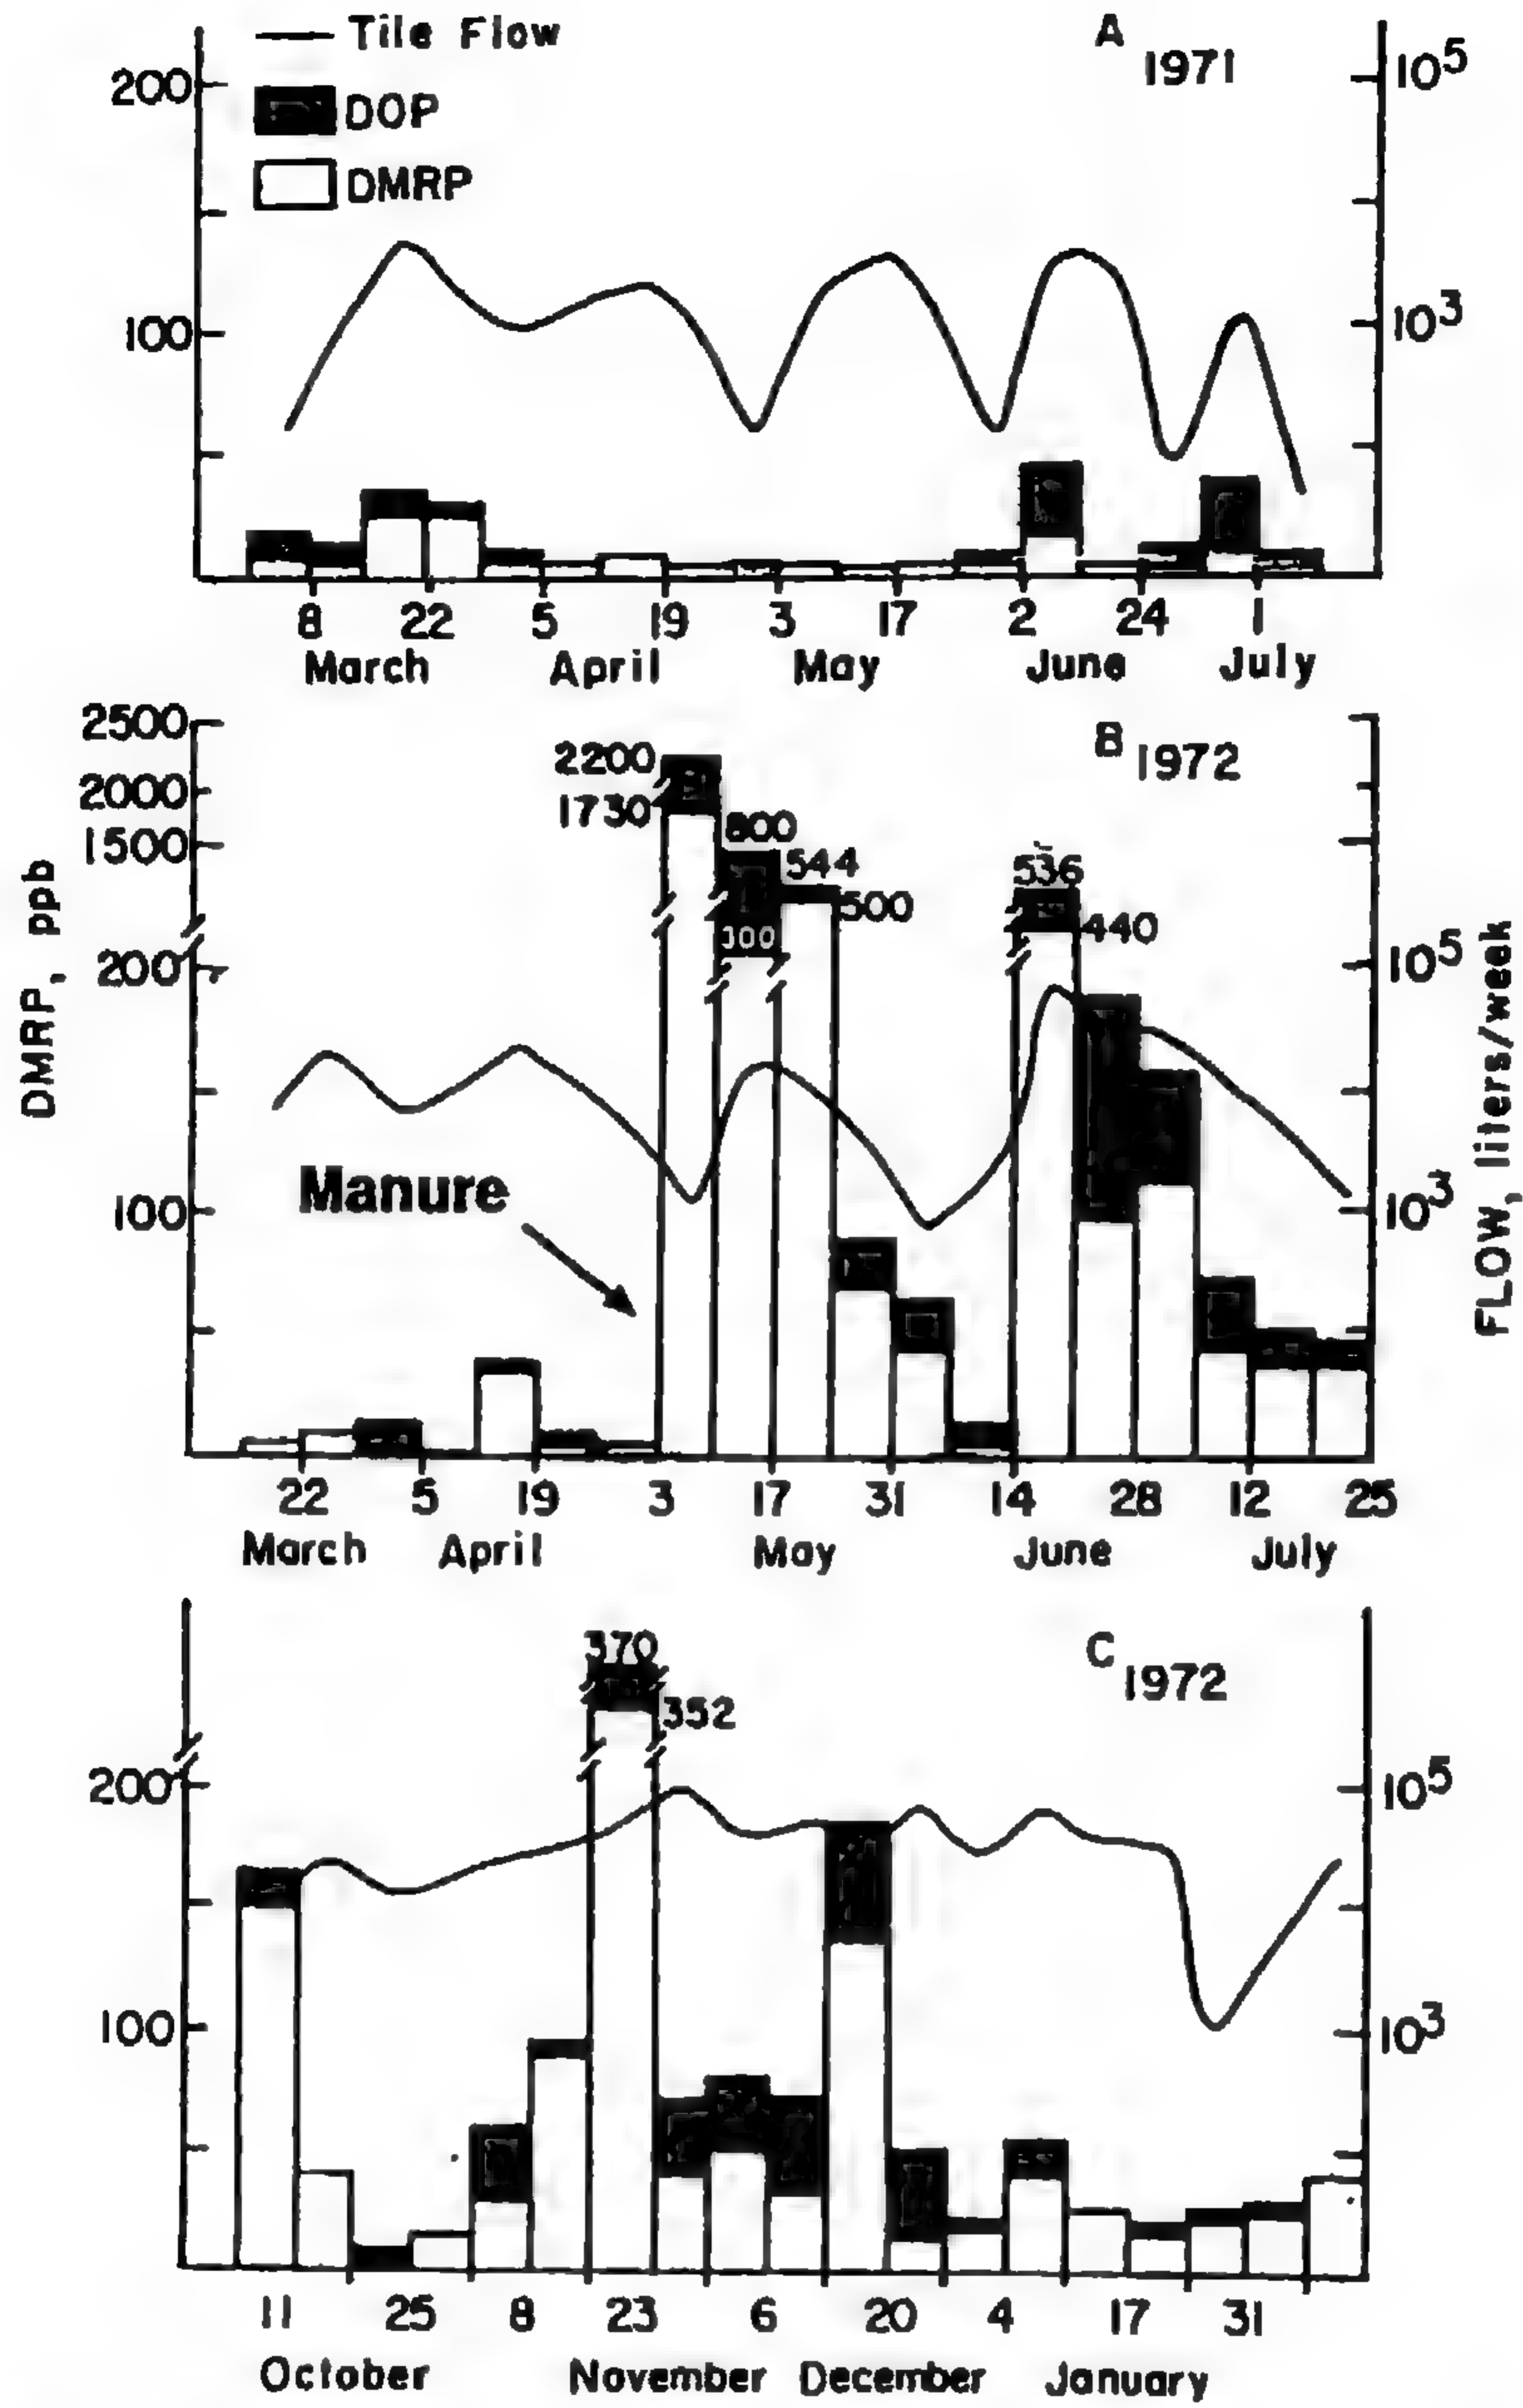 Tile Flow
DOP
DMRP
A 1971
200
100
10^5
10^3
8 22 5 19 3 17 2 24 1
March April May June July
B 1972
2500
2000
1500
200
100
2200
1730
800
300
544
500
536
440
Manure
10^5
10^3
DMRP, ppb
FLOW, liters/week
22 5 19 3 17 31 14 28 12 25
March April May June July
C 1972
370
352
200
100
10^5
10^3
11 25 8 23 6 20 4 17 31
October November December January